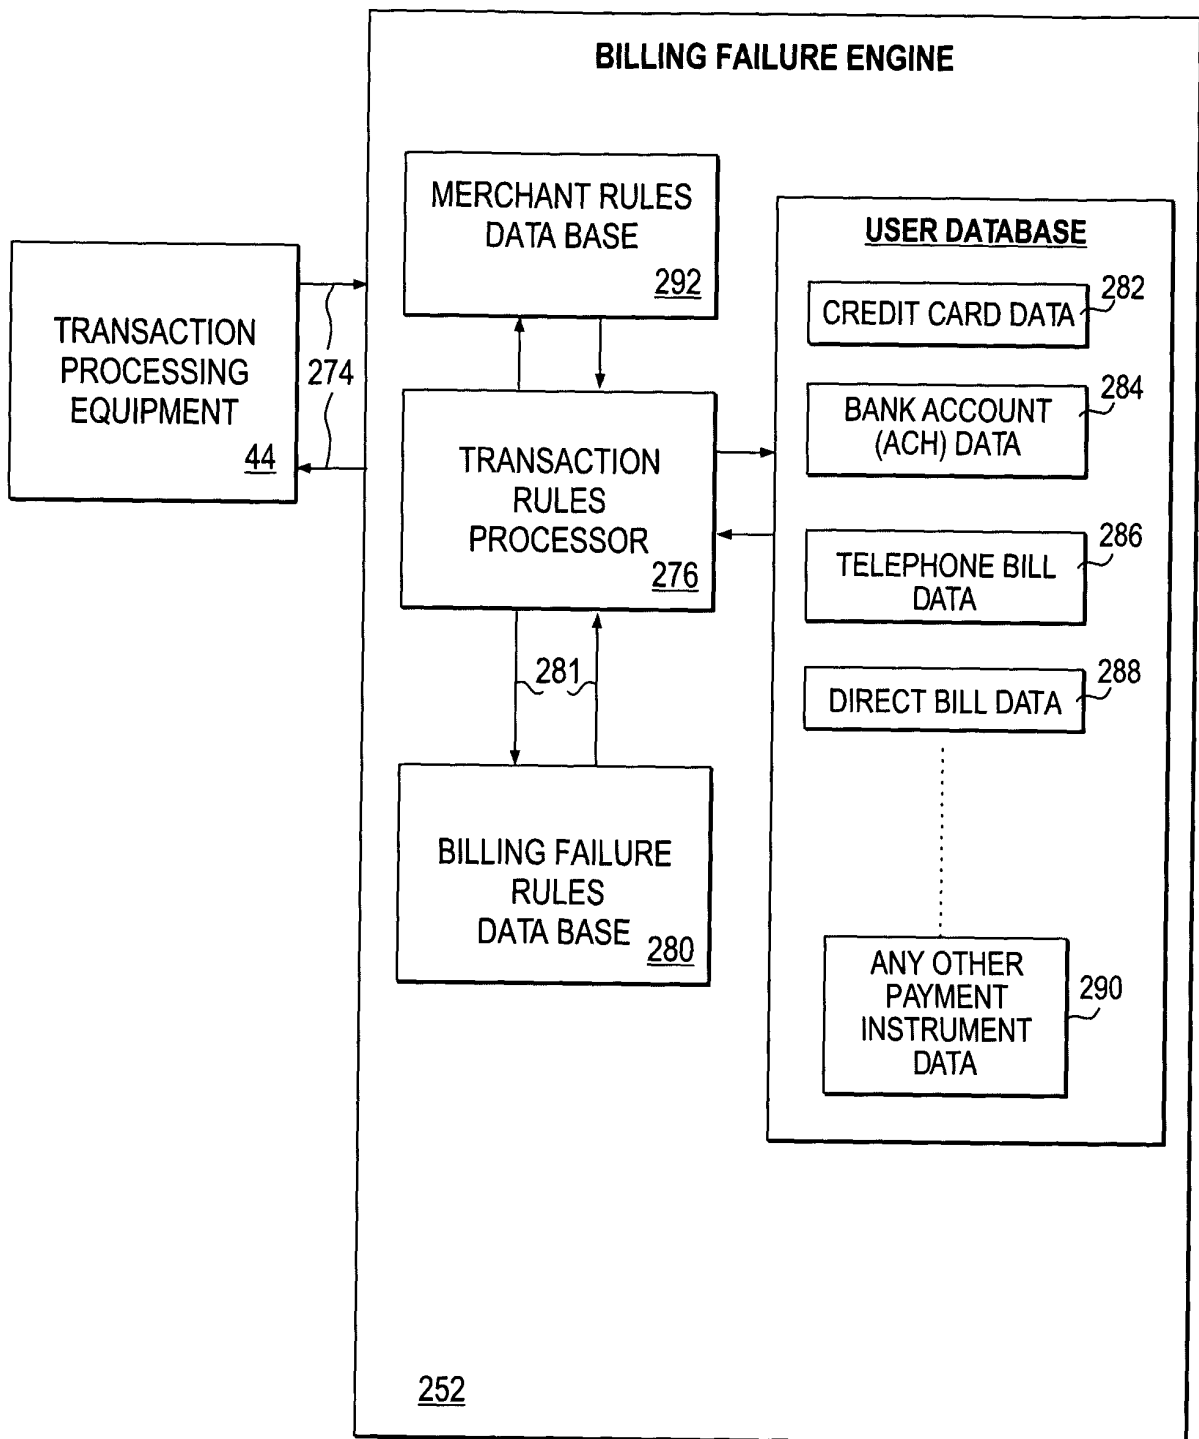 BILLING FAILURE ENGINE
MERCHANT RULES
DATA BASE
292
TRANSACTION
PROCESSING
EQUIPMENT
44
274
TRANSACTION
RULES
PROCESSOR
276
281
BILLING FAILURE
RULES
DATA BASE
280
USER DATABASE
CREDIT CARD DATA
282
BANK ACCOUNT
(ACH) DATA
284
TELEPHONE BILL
DATA
286
DIRECT BILL DATA
288
ANY OTHER
PAYMENT
INSTRUMENT
DATA
290
252